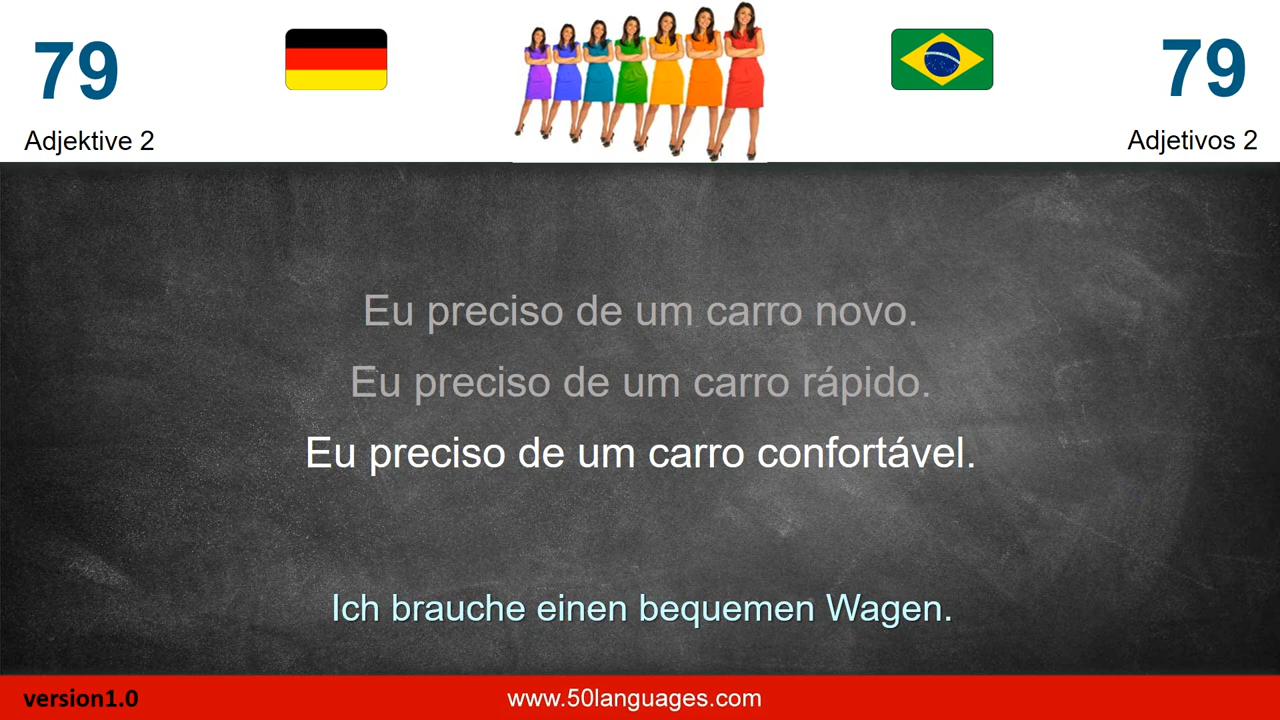 79
79
Adjektive 2
Adjetivos 2
Eu preciso de um carro novo.
Eu preciso de um carro rápido.
Eu preciso de um carro confortável.
Ich brauche einen bequemen Wagen.
version1.0
www.50languages.com